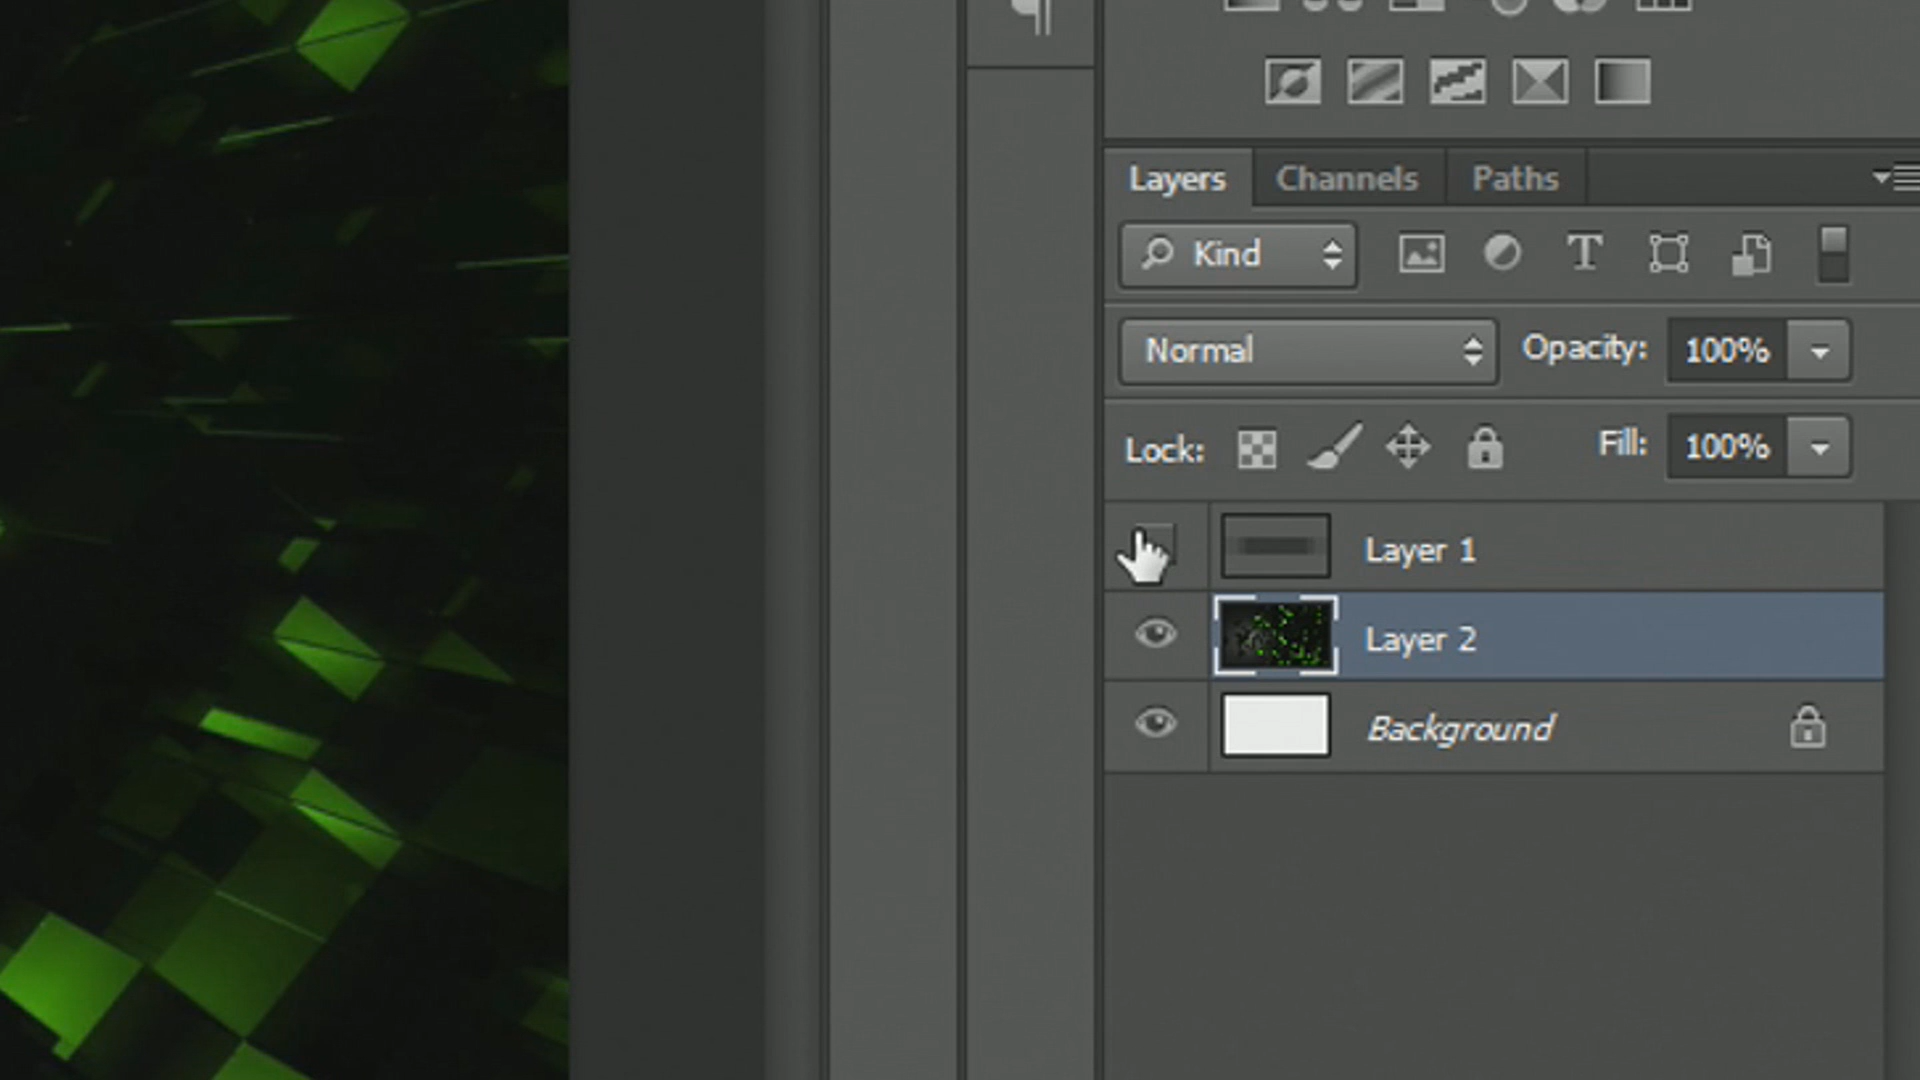 Layers Channels Paths
Kind T
Normal Opacity: 100%
Lock: Fill: 100%
Layer 1
Layer 2
Background